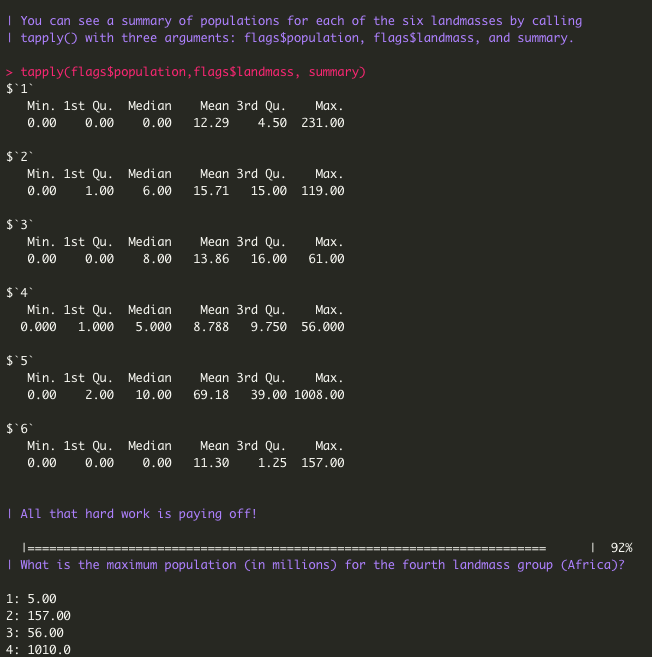 | You can see a summary of populations for each of the six landmasses by calling
| tapply() with three arguments: flags$population, flags$landmass, and summary.
> tapply(flags$population,flags$landmass, summary)
$`1`
   Min. 1st Qu.  Median    Mean 3rd Qu.    Max.
   0.00    0.00    0.00   12.29    4.50  231.00
$`2`
   Min. 1st Qu.  Median    Mean 3rd Qu.    Max.
   0.00    1.00    6.00   15.71   15.00  119.00
$`3`
   Min. 1st Qu.  Median    Mean 3rd Qu.    Max.
   0.00    0.00    8.00   13.86   16.00   61.00
$`4`
   Min. 1st Qu.  Median    Mean 3rd Qu.    Max.
  0.000   1.000   5.000   8.788   9.750  56.000
$`5`
   Min. 1st Qu.  Median    Mean 3rd Qu.    Max.
   0.00    2.00   10.00   69.18   39.00 1008.00
$`6`
   Min. 1st Qu.  Median    Mean 3rd Qu.    Max.
   0.00    0.00    0.00   11.30    1.25  157.00
| All that hard work is paying off!
  |========================================================================      |  92%
| What is the maximum population (in millions) for the fourth landmass group (Africa)?
1: 5.00
2: 157.00
3: 56.00
4: 1010.0